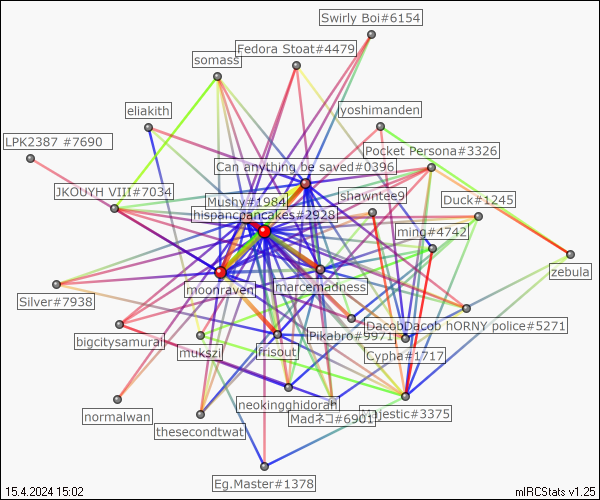 Swirly Boi#6154
Fedora Stoat#4479
somass
eliakith
yoshimanden
LPK2387 #7690
Pocket Persona#3326
Can anything be saved#0396
JKOUYH VIII#7034
shawntee9
Mushy#1984
Duck#1245
hispancpancakes#2928
ming#4742
zebula
moonraven
marcemadness
Silver#7938
DacobDacob hORNY police#5271
Pikabro#9971
bigcitysamurai
mukszi
frisout
Cypha#1717
neokingghidorah
Majestic#3375
normalwan
Madネコ#6901
thesecondtwat
Eg.Master#1378
15.4.2024 15:02
mIRCStats v1.25